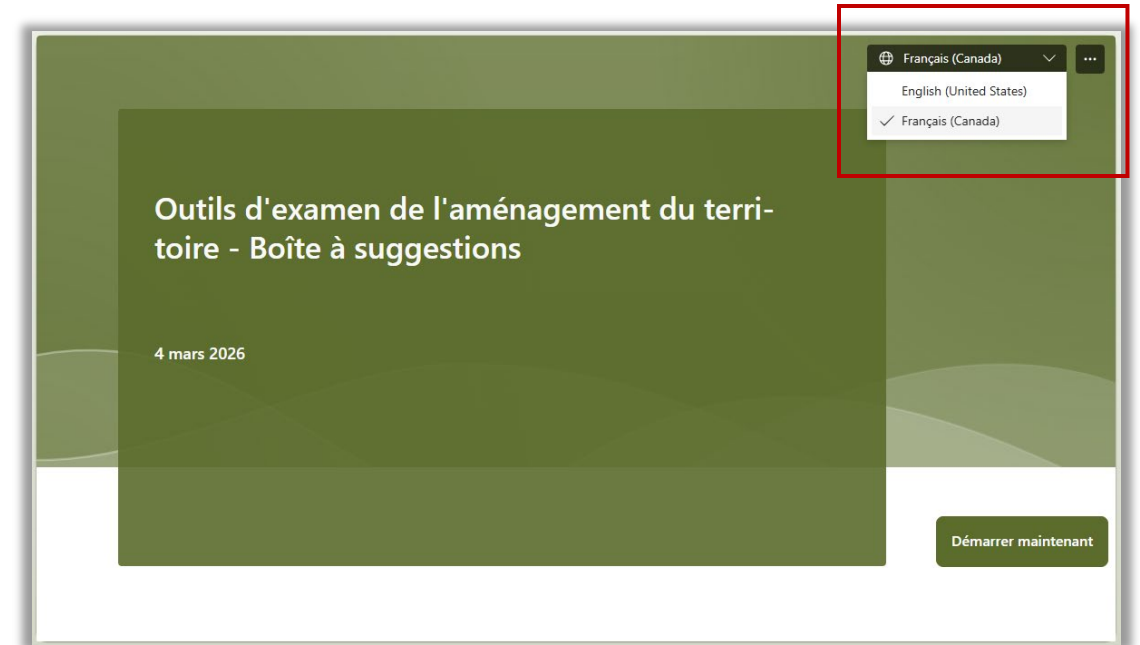 Français (Canada)
English (United States)
Français (Canada)
Outils d'examen de l'aménagement du terri-
toire - Boîte à suggestions
4 mars 2026
Démarrer maintenant